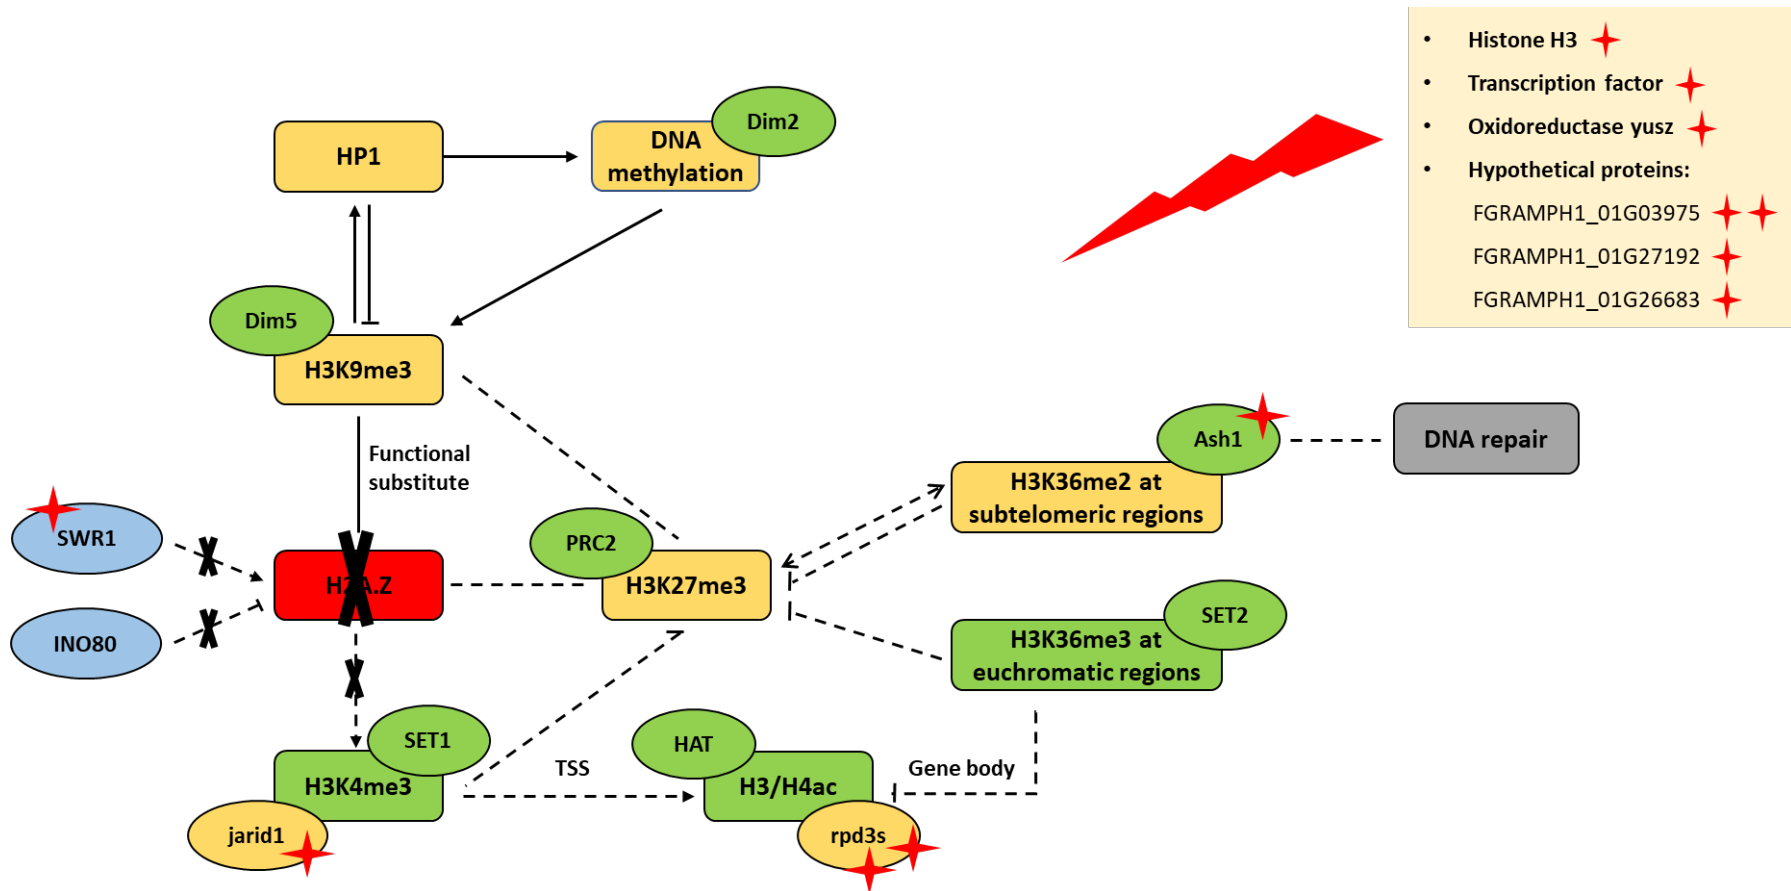 • Histone H3
• Transcription factor
• Oxidoreductase yusz
• Hypothetical proteins:
FGRAMPH1_01G03975
FGRAMPH1_01G27192
FGRAMPH1_01G26683
HP1
DNA
methylation
Dim2
Dim5
H3K9me3
Functional
substitute
Ash1
DNA repair
H3K36me2 at
subtelomeric regions
SWR1
PRC2
H2A.Z
H3K27me3
INO80
SET2
H3K36me3 at
euchromatic regions
SET1
HAT
TSS
Gene body
H3K4me3
H3/H4ac
jarid1
rpd3s